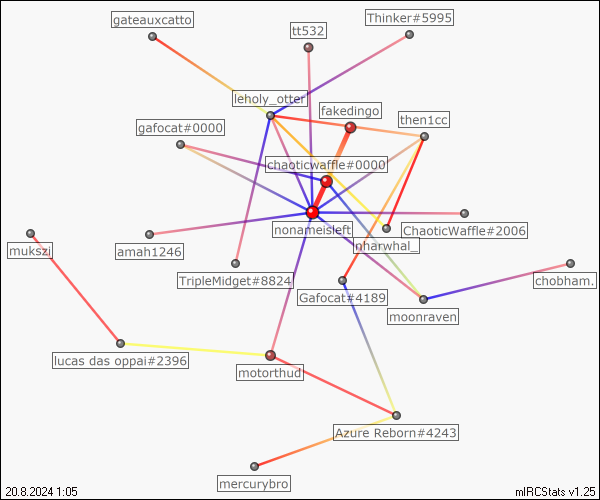 gateauxcatto
Thinker#5995
tt532
leholy_otter
fakedingo
gafocat#0000
then1cc
chaoticwaffle#0000
nonameisleft
ChaoticWaffle#2006
mukszi
amah1246
nharwhal_
TripleMidget#8824
chobham.
Gafocat#4189
moonraven
lucas das oppai#2396
motorthud
Azure Reborn#4243
mercurybro
20.8.2024 1:05
mIRCStats v1.25